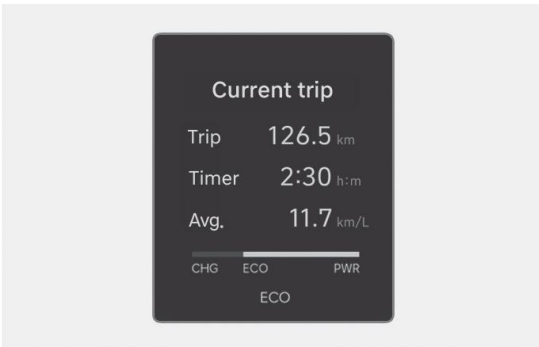 Current trip
Trip 126.5 km
Timer 2:30 h:m
Avg. 11.7 km/L
CHG ECO PWR
ECO